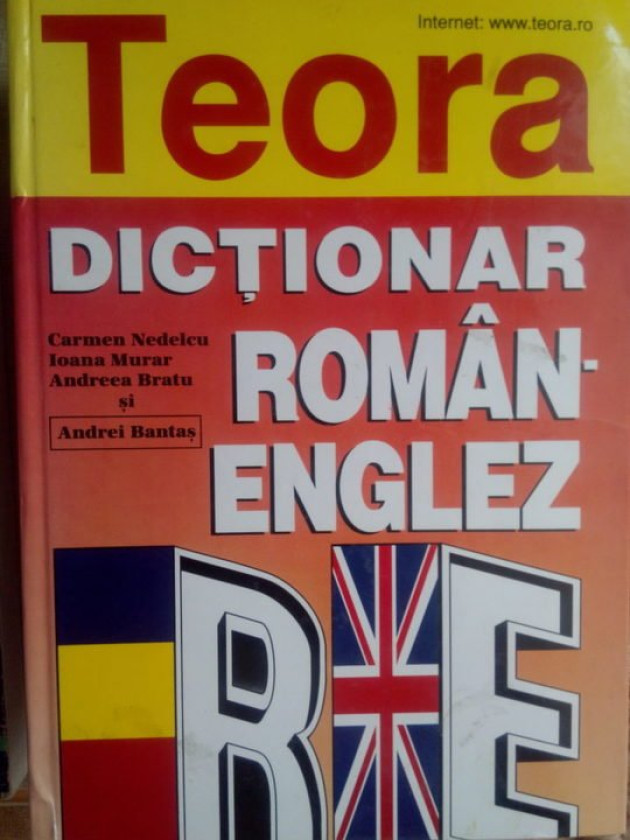 Internet: www.teora.ro
Teora
DICȚIONAR
Carmen Nedelcu
Ioana Murar
Andreea Bratu
și
Andrei Bantaș
ROMÂN-
ENGLEZ
R E